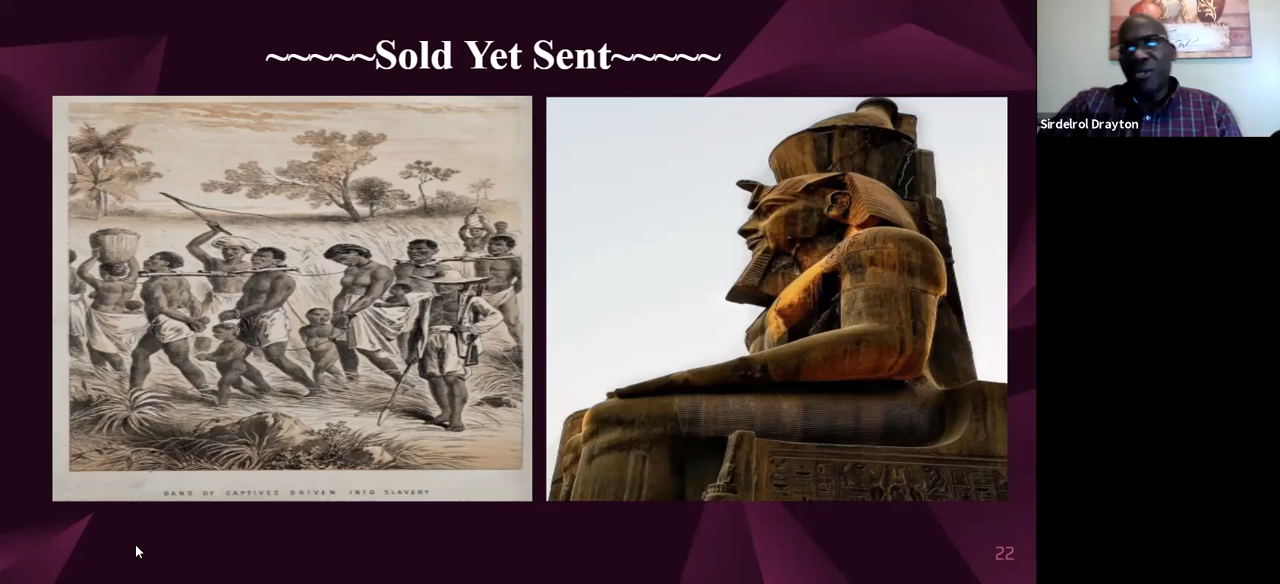 ~~~~~Sold Yet Sent~~~~~
Sirdelrol Drayton
BAND OF CAPTIVES DRIVEN INTO SLAVERY
22